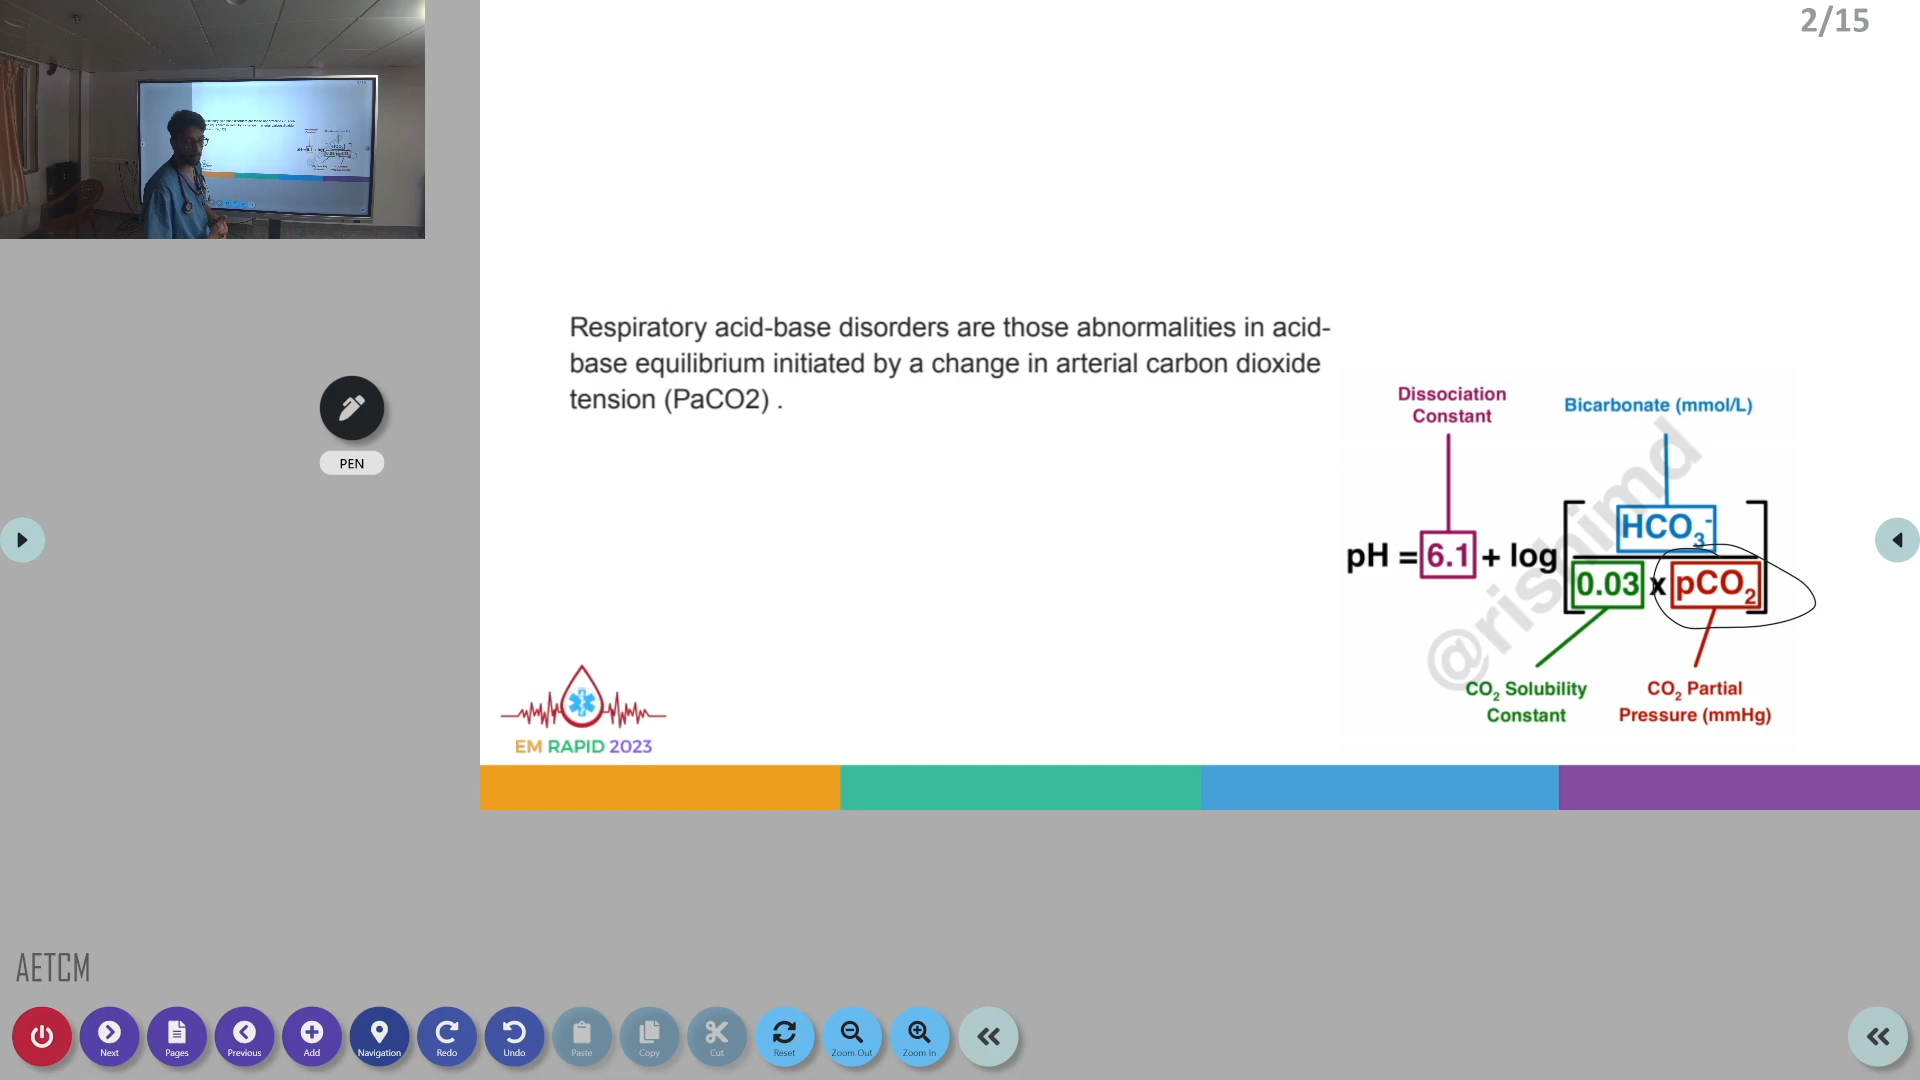 2/15
Respiratory acid-base disorders are those abnormalities in acid-
base equilibrium initiated by a change in arterial carbon dioxide
tension (PaCO2) .
Dissociation
Constant
Bicarbonate (mmol/L)
pH = 6.1 + log [ HCO₃⁻ / 0.03 x pCO₂ ]
CO₂ Solubility
Constant
CO₂ Partial
Pressure (mmHg)
@rishimd
EM RAPID 2023
PEN
AETCM
Next
Pages
Previous
Add
Navigation
Redo
Undo
Paste
Copy
Cut
Reset
Zoom Out
Zoom In